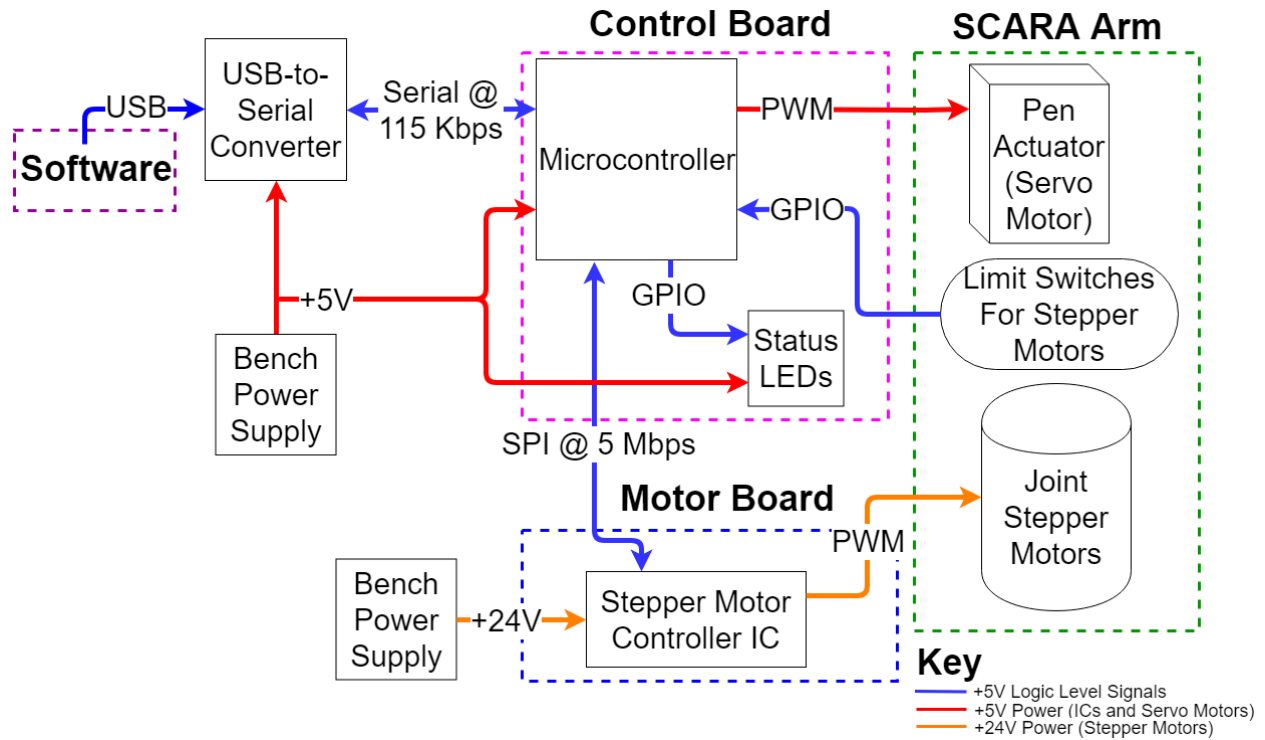 Control Board
SCARA Arm
USB-to-
Serial
Converter
USB
Software
Serial @
115 Kbps
Microcontroller
PWM
Pen
Actuator
(Servo
Motor)
GPIO
GPIO
Limit Switches
For Stepper
Motors
+5V
Status
LEDs
Bench
Power
Supply
SPI @ 5 Mbps
Motor Board
Joint
Stepper
Motors
PWM
Bench
Power
Supply
+24V
Stepper Motor
Controller IC
Key
+5V Logic Level Signals
+5V Power (ICs and Servo Motors)
+24V Power (Stepper Motors)